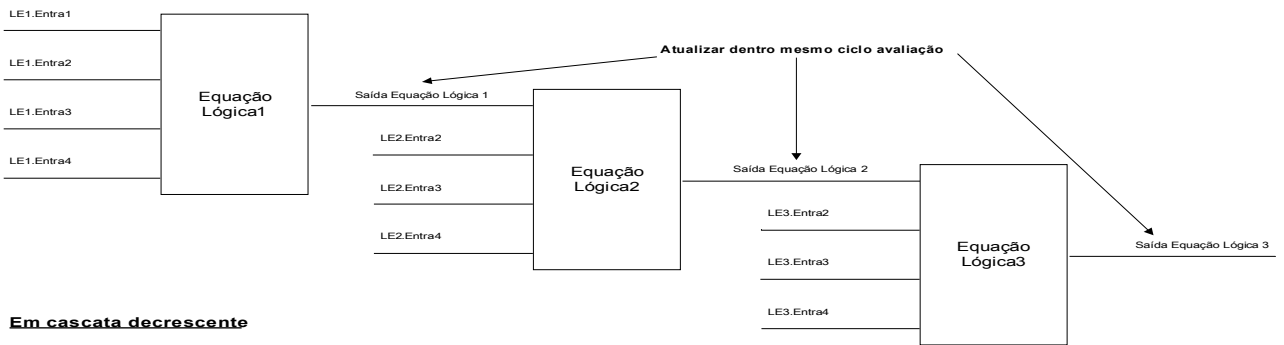 LE1.Entra1
LE1.Entra2
LE1.Entra3
LE1.Entra4
Equação
Lógica1
Atualizar dentro mesmo ciclo avaliação
Saída Equação Lógica 1
LE2.Entra2
LE2.Entra3
LE2.Entra4
Equação
Lógica2
Saída Equação Lógica 2
LE3.Entra2
LE3.Entra3
LE3.Entra4
Equação
Lógica3
Saída Equação Lógica 3
Em cascata decrescente